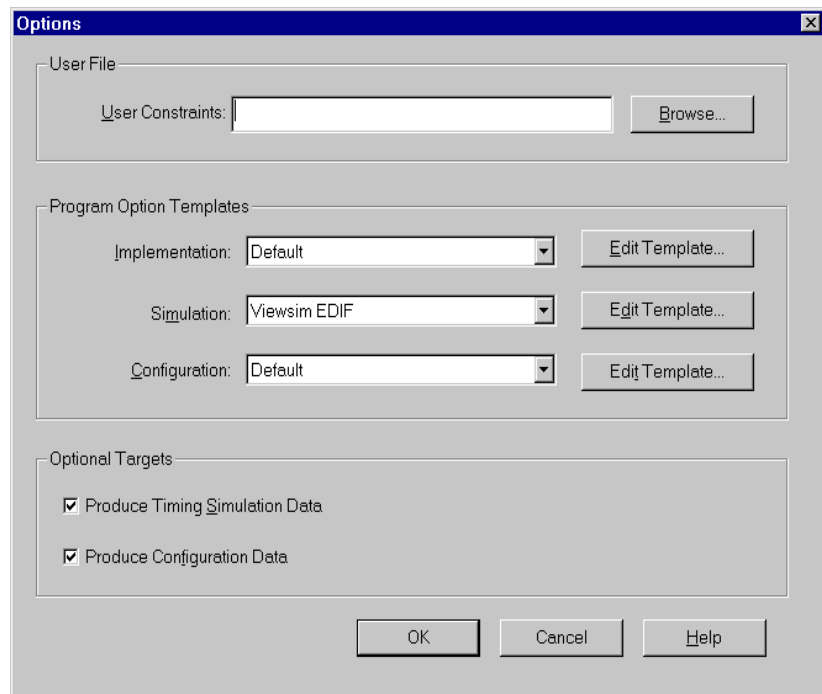 Options
User File
User Constraints:
Browse...
Program Option Templates
Implementation: Default Edit Template...
Simulation: Viewsim EDIF Edit Template...
Configuration: Default Edit Template...
Optional Targets
Produce Timing Simulation Data
Produce Configuration Data
OK Cancel Help